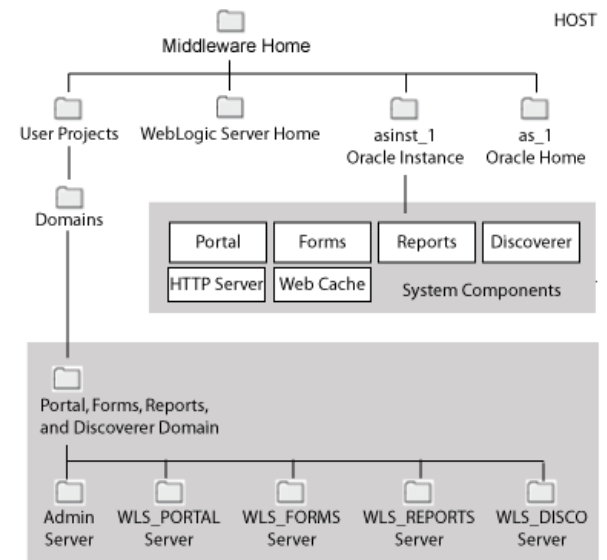 HOST
Middleware Home
User Projects
WebLogic Server Home
asinst_1
Oracle Instance
as_1
Oracle Home
Domains
Portal
Forms
Reports
Discoverer
HTTP Server
Web Cache
System Components
Portal, Forms, Reports,
and Discoverer Domain
Admin
Server
WLS_PORTAL
Server
WLS_FORMS
Server
WLS_REPORTS
Server
WLS_DISCO
Server